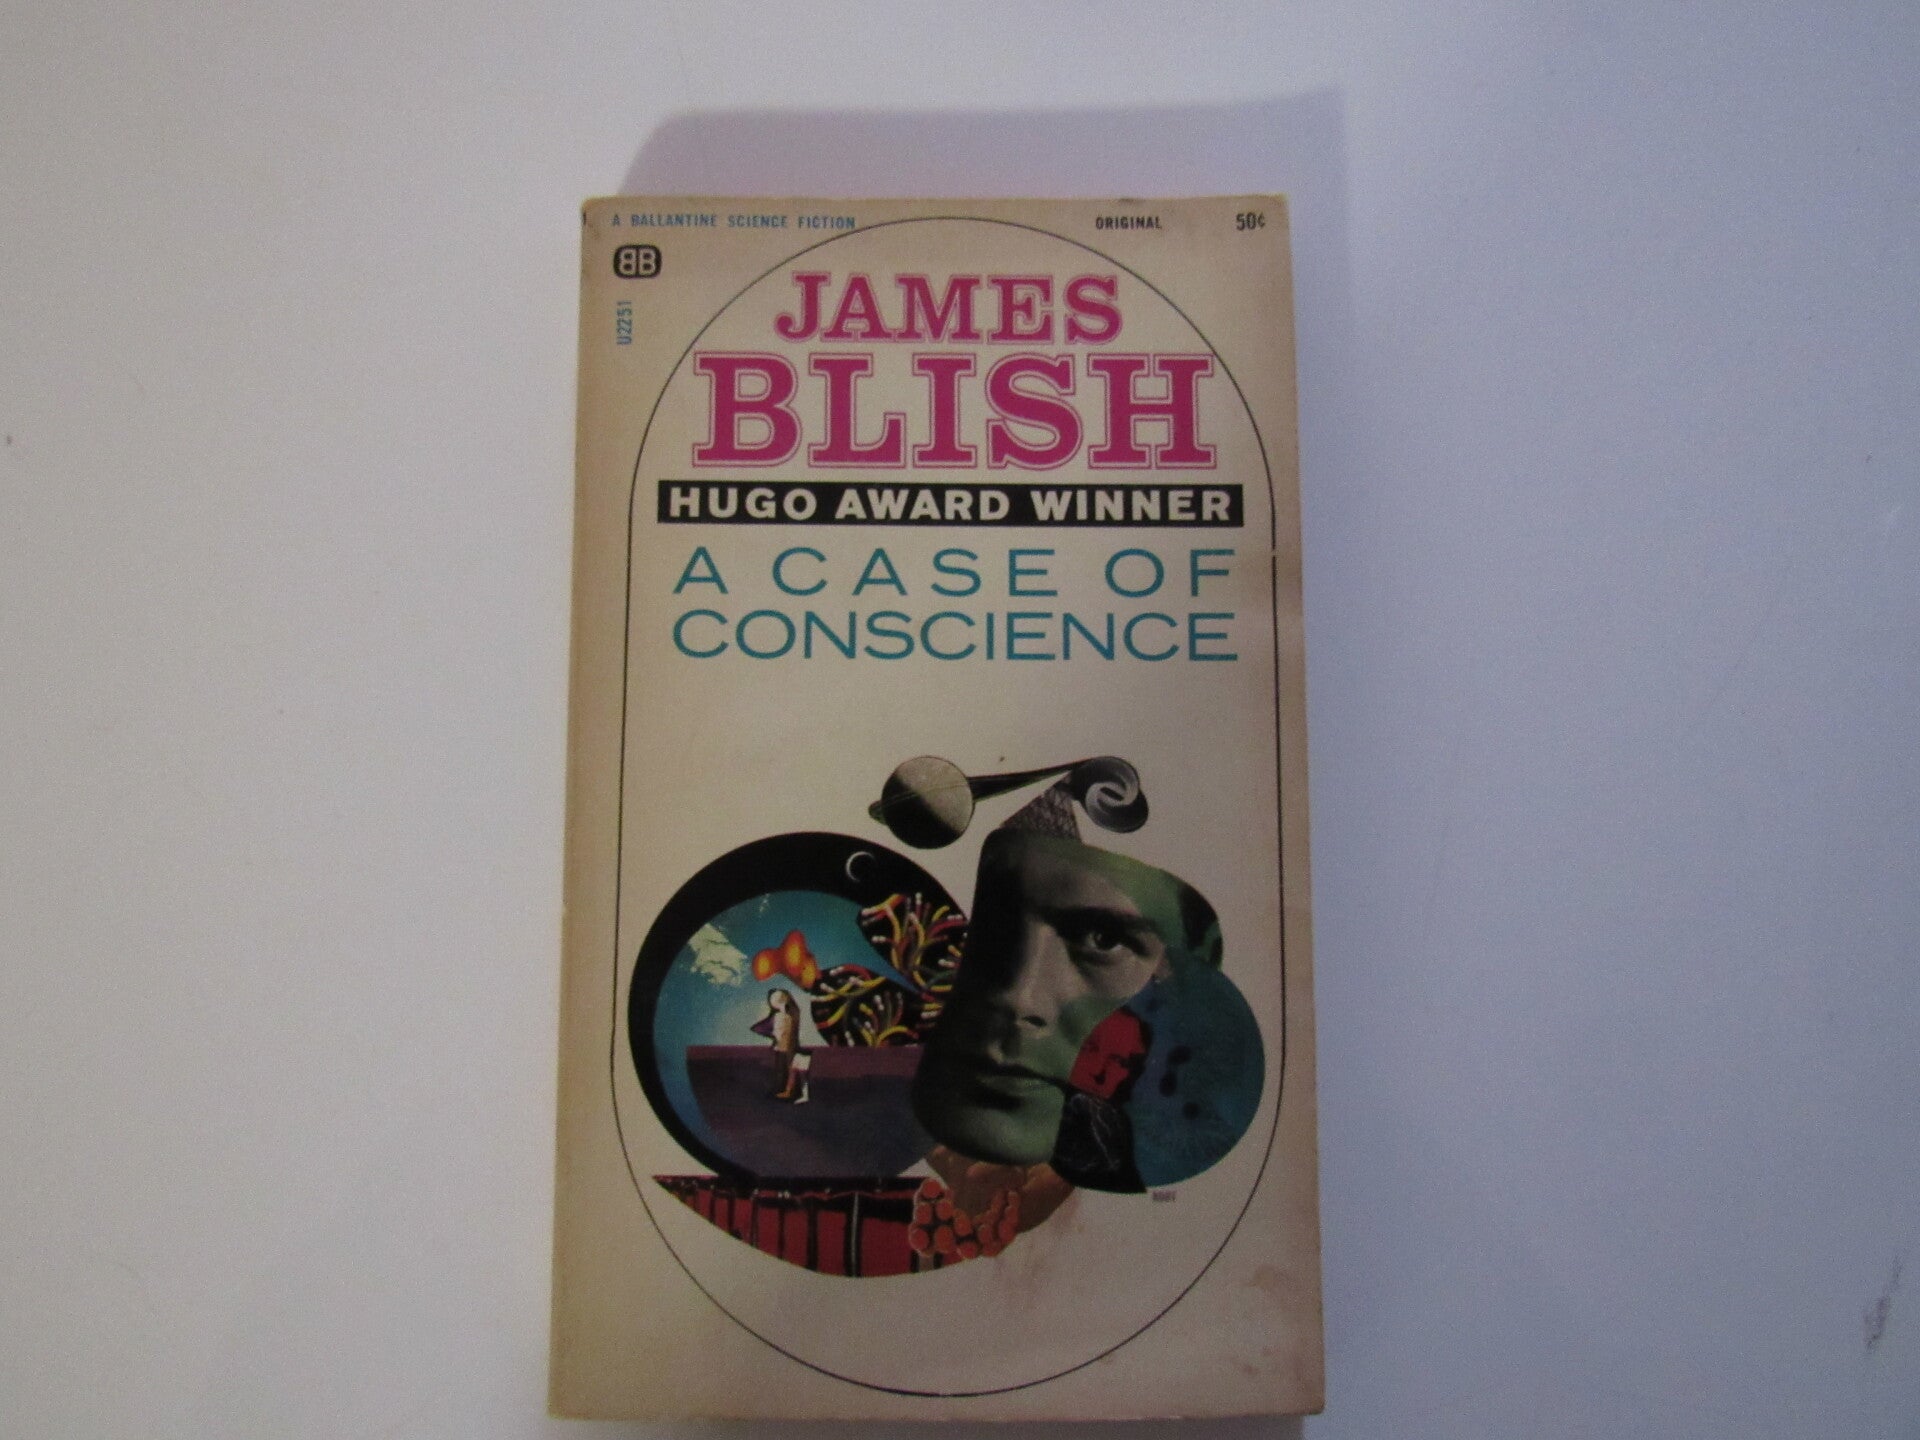 A BALLANTINE SCIENCE FICTION
ORIGINAL
50¢
BB
U2251
JAMES
BLISH
HUGO AWARD WINNER
A CASE OF
CONSCIENCE